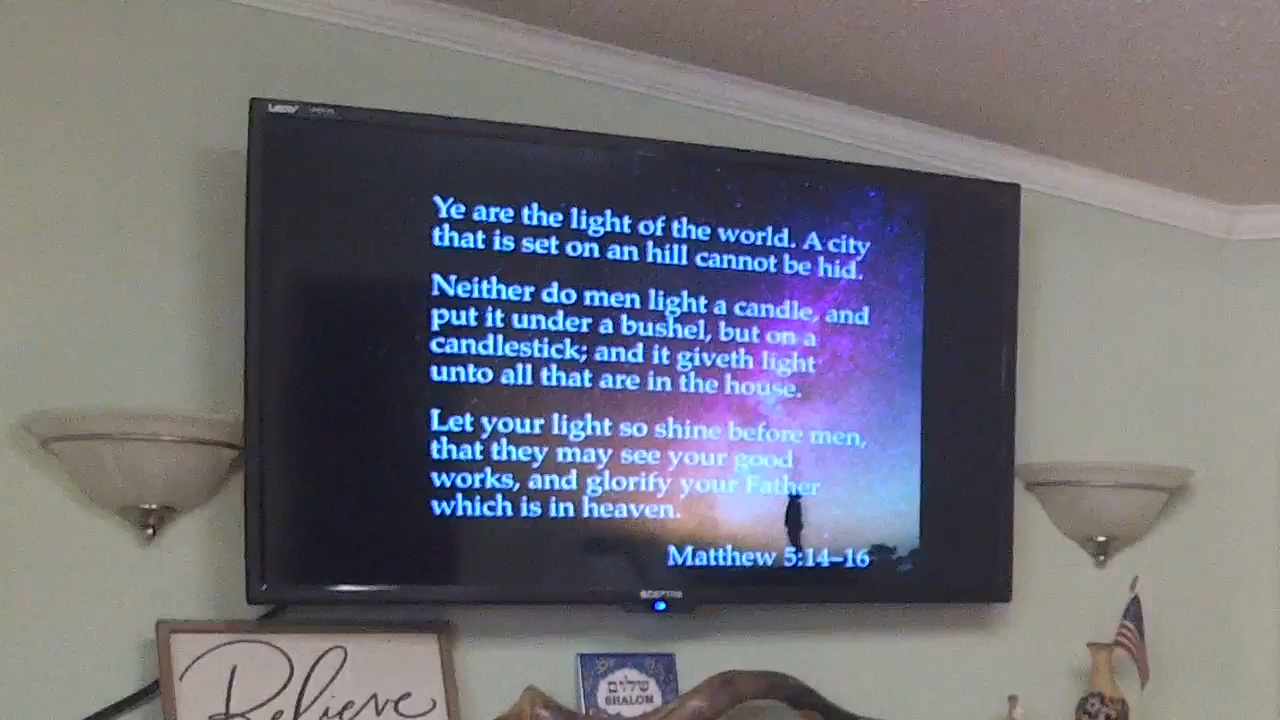 Ye are the light of the world. A city
that is set on an hill cannot be hid.
Neither do men light a candle, and
put it under a bushel, but on a
candlestick; and it giveth light
unto all that are in the house.
Let your light so shine before men,
that they may see your good
works, and glorify your Father
which is in heaven.
Matthew 5:14–16
SCEPTRE
Believe
שלום
SHALOM